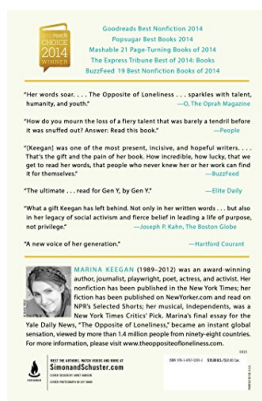 goodreads
CHOICE
2014
WINNER
Goodreads Best Nonfiction 2014
Popsugar Best Books 2014
Mashable 21 Page-Turning Books of 2014
The Express Tribune Best of 2014: Books
BuzzFeed 19 Best Nonfiction Books of 2014
"Her words soar. . . . The Opposite of Loneliness . . . sparkles with talent,
humanity, and youth." —O, The Oprah Magazine
"How do you mourn the loss of a fiery talent that was barely a tendril before
it was snuffed out? Answer: Read this book." —People
"[Keegan] was one of the most present, incisive, and hopeful writers. . . .
That's the gift and the pain of her book. How incredible, how lucky, that we
get to read her words, that people who never knew her or her work can find
it for themselves." —BuzzFeed
"The ultimate . . . read for Gen Y, by Gen Y." —Elite Daily
"What a gift Keegan has left behind. Not only in her written words . . . but also
in her legacy of social activism and fierce belief in leading a life of purpose,
not privilege." —Joseph P. Kahn, The Boston Globe
"A new voice of her generation." —Hartford Courant
MARINA KEEGAN (1989–2012) was an award-winning
author, journalist, playwright, poet, actress, and activist. Her
nonfiction has been published in the New York Times; her
fiction has been published on NewYorker.com and read on
NPR's Selected Shorts; her musical, Independents, was a
New York Times Critics' Pick. Marina's final essay for the
Yale Daily News, "The Opposite of Loneliness," became an instant global
sensation, viewed by more than 1.4 million people from ninety-eight countries.
For more information, please visit www.theoppositeofloneliness.com.
MEET THE AUTHORS, WATCH VIDEOS AND MORE AT
SimonandSchuster.com